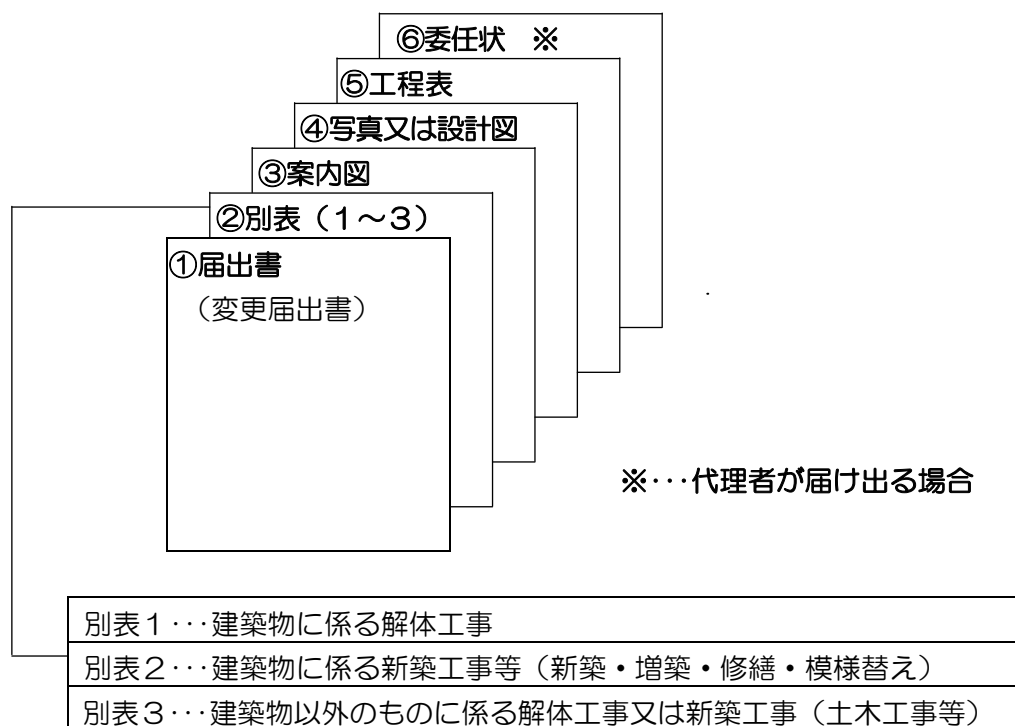 ⑥委任状　※
⑤工程表
④写真又は設計図
③案内図
②別表（１～３）
①届出書
（変更届出書）
※･･･代理者が届け出る場合
別表１･･･建築物に係る解体工事
別表２･･･建築物に係る新築工事等（新築・増築・修繕・模様替え）
別表３･･･建築物以外のものに係る解体工事又は新築工事（土木工事等）